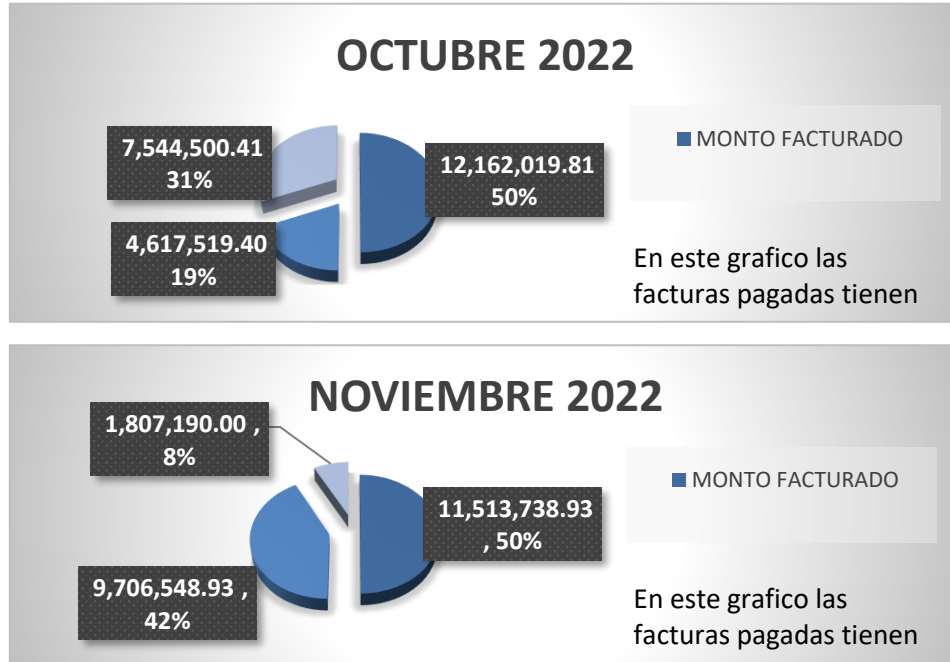 OCTUBRE 2022
7,544,500.41
31%
12,162,019.81
50%
4,617,519.40
19%
MONTO FACTURADO
En este grafico las
facturas pagadas tienen
NOVIEMBRE 2022
1,807,190.00 ,
8%
11,513,738.93
, 50%
9,706,548.93 ,
42%
MONTO FACTURADO
En este grafico las
facturas pagadas tienen